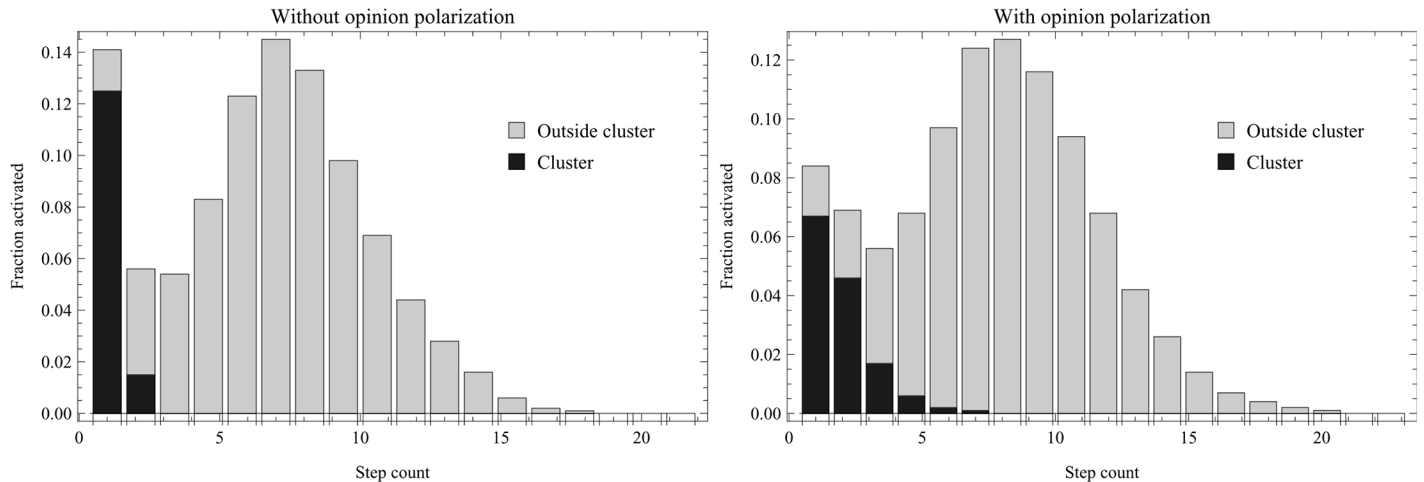 Without opinion polarization
Fraction activated
0.14
0.12
0.10
0.08
0.06
0.04
0.02
0.00
Outside cluster
Cluster
0 5 10 15 20
Step count
With opinion polarization
Fraction activated
0.12
0.10
0.08
0.06
0.04
0.02
0.00
Outside cluster
Cluster
0 5 10 15 20
Step count